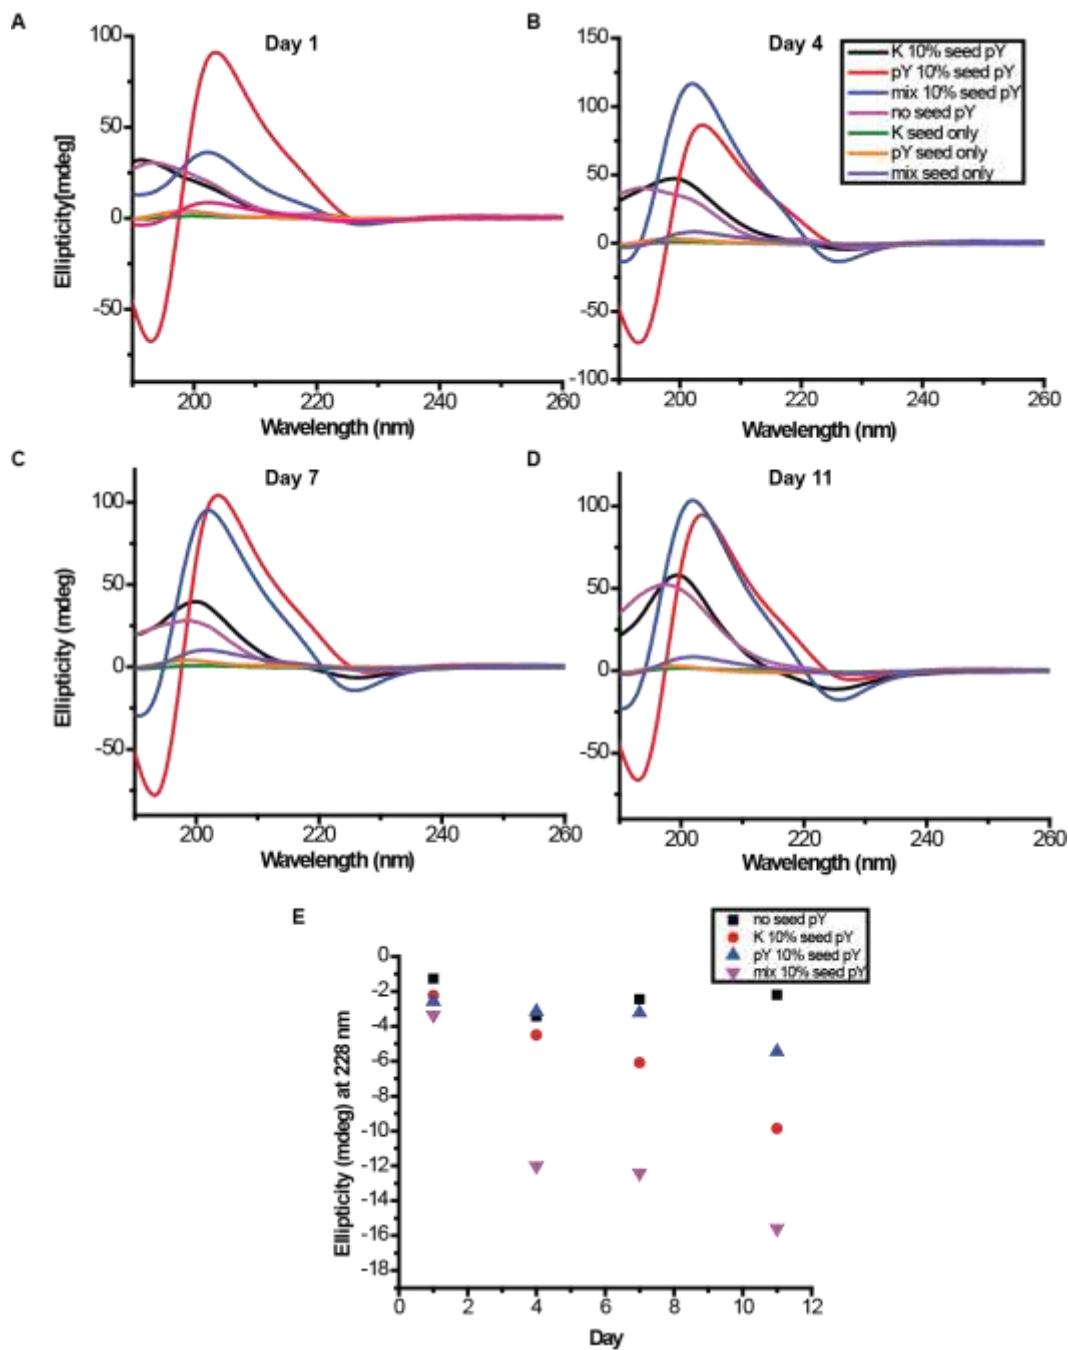 A
Day 1
100
50
0
-50
Ellipticity[mdeg]
200
220
240
260
Wavelength (nm)
B
Day 4
150
100
50
0
-50
-100
K 10% seed pY
pY 10% seed pY
mix 10% seed pY
no seed pY
K seed only
pY seed only
mix seed only
200
220
240
260
Wavelength (nm)
C
Day 7
100
50
0
-50
Ellipticity (mdeg)
200
220
240
260
Wavelength (nm)
D
Day 11
100
50
0
-50
200
220
240
260
Wavelength (nm)
E
no seed pY
K 10% seed pY
pY 10% seed pY
mix 10% seed pY
0
-2
-4
-6
-8
-10
-12
-14
-16
-18
Ellipticity (mdeg) at 228 nm
0
2
4
6
8
10
12
Day